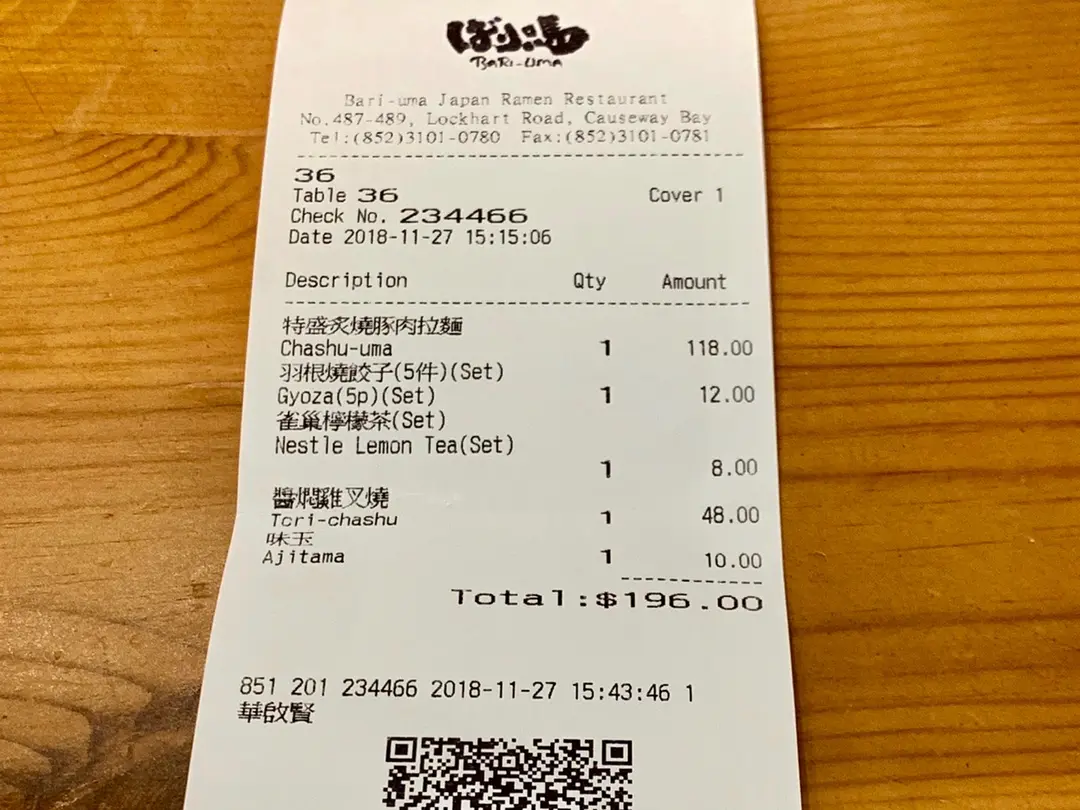 ばり馬
BARI-UMA
Bari-uma Japan Ramen Restaurant
No.487-489, Lockhart Road, Causeway Bay
Tel:(852)3101-0780 Fax:(852)3101-0781
36
Table 36 Cover 1
Check No. 234466
Date 2018-11-27 15:15:06
Description Qty Amount
特盛炙燒豚肉拉麵
Chashu-uma 1 118.00
羽根燒餃子(5件)(Set)
Gyoza(5p)(Set) 1 12.00
雀巢檸檬茶(Set)
Nestle Lemon Tea(Set)
1 8.00
醬燜雞叉燒
Tori-chashu 1 48.00
味玉
Ajitama 1 10.00
Total:$196.00
851 201 234466 2018-11-27 15:43:46 1
華啟賢